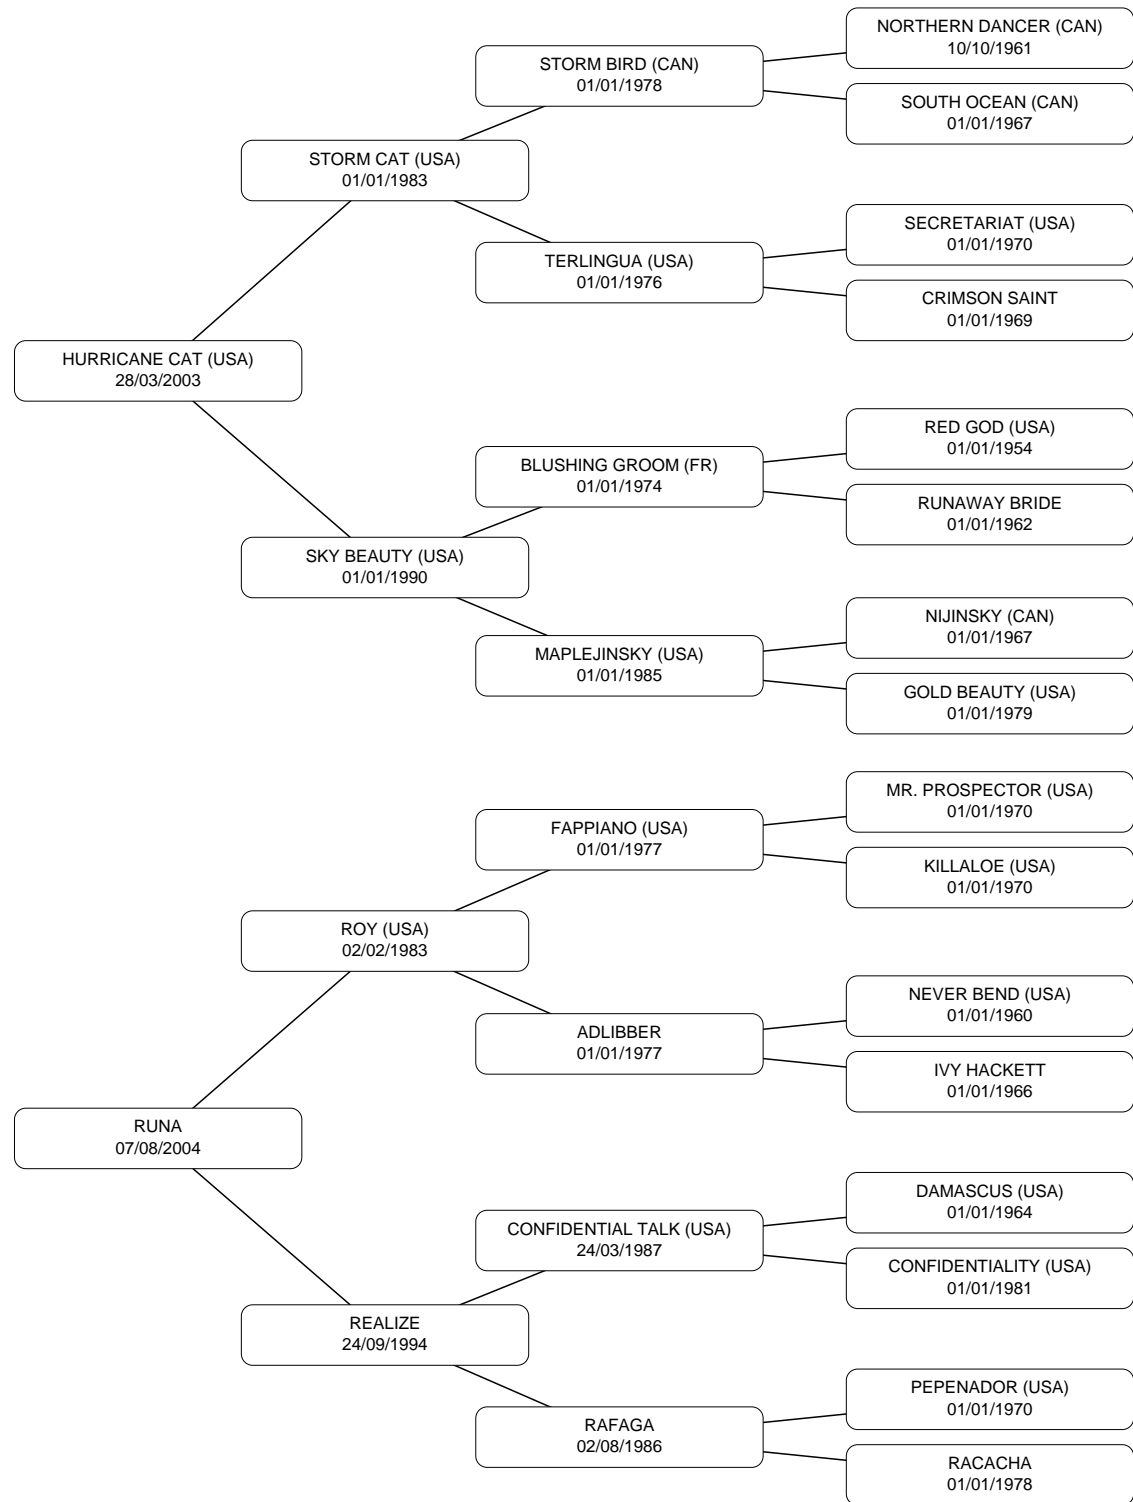 NORTHERN DANCER (CAN)
10/10/1961
STORM BIRD (CAN)
01/01/1978
SOUTH OCEAN (CAN)
01/01/1967
STORM CAT (USA)
01/01/1983
SECRETARIAT (USA)
01/01/1970
TERLINGUA (USA)
01/01/1976
CRIMSON SAINT
01/01/1969
HURRICANE CAT (USA)
28/03/2003
RED GOD (USA)
01/01/1954
BLUSHING GROOM (FR)
01/01/1974
RUNAWAY BRIDE
01/01/1962
SKY BEAUTY (USA)
01/01/1990
NIJINSKY (CAN)
01/01/1967
MAPLEJINSKY (USA)
01/01/1985
GOLD BEAUTY (USA)
01/01/1979
MR. PROSPECTOR (USA)
01/01/1970
FAPPIANO (USA)
01/01/1977
KILLALOE (USA)
01/01/1970
ROY (USA)
02/02/1983
NEVER BEND (USA)
01/01/1960
ADLIBBER
01/01/1977
IVY HACKETT
01/01/1966
RUNA
07/08/2004
DAMASCUS (USA)
01/01/1964
CONFIDENTIAL TALK (USA)
24/03/1987
CONFIDENTIALITY (USA)
01/01/1981
REALIZE
24/09/1994
PEPENADOR (USA)
01/01/1970
RAFAGA
02/08/1986
RACACHA
01/01/1978